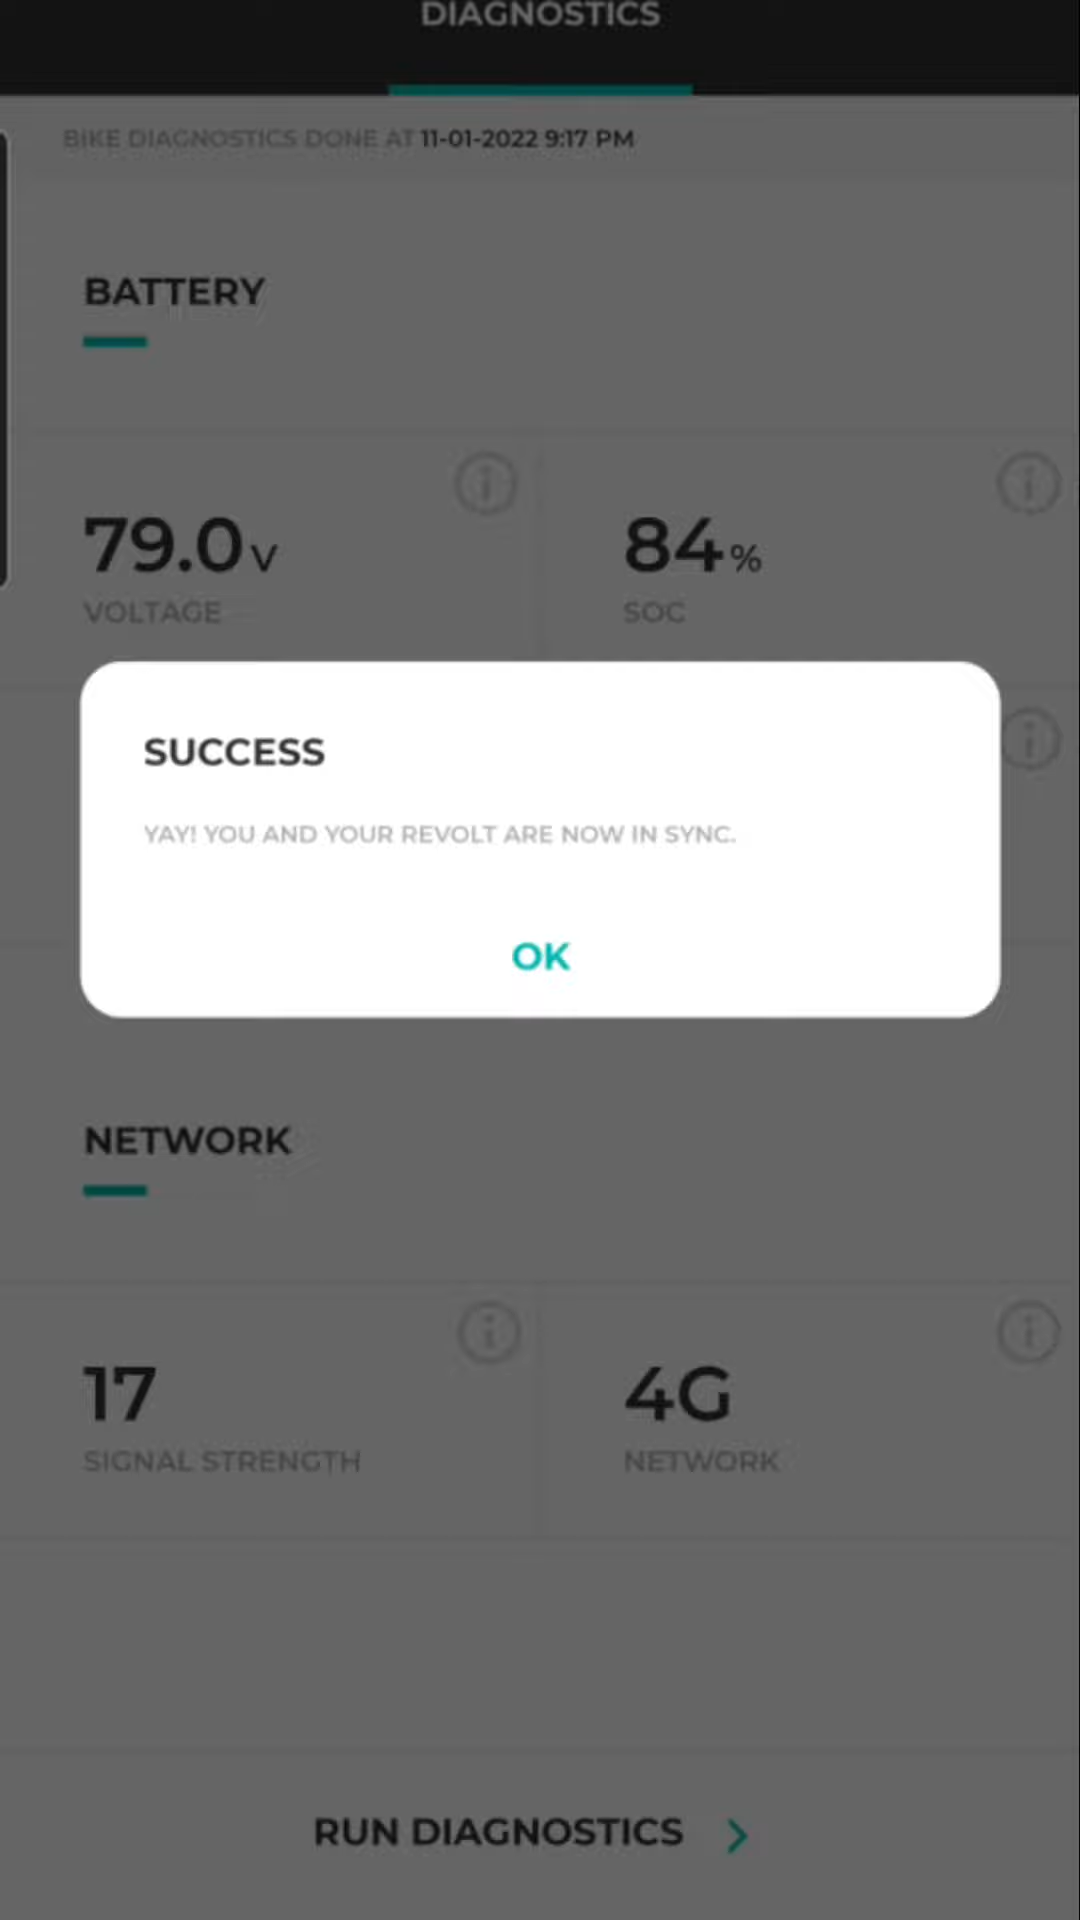 DIAGNOSTICS
BIKE DIAGNOSTICS DONE AT 11-01-2022 9:17 PM
BATTERY
79.0 V
84 %
VOLTAGE
SOC
SUCCESS
YAY! YOU AND YOUR REVOLT ARE NOW IN SYNC.
OK
NETWORK
17
4G
SIGNAL STRENGTH
NETWORK
RUN DIAGNOSTICS